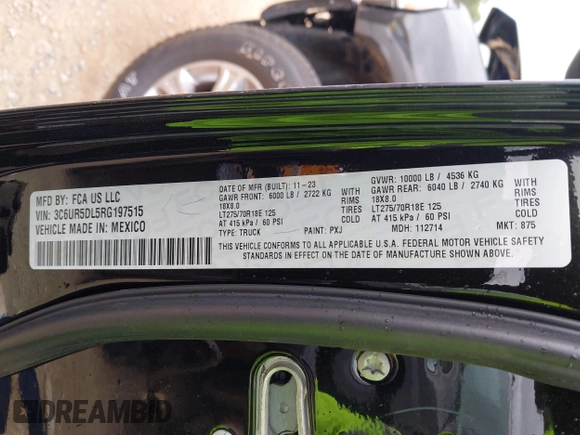 MFD BY: FCA US LLC
VIN: 3C6UR5DL5RG197515
VEHICLE MADE IN: MEXICO
DATE OF MFR (BUILT): 11-23
GAWR FRONT: 6000 LB / 2722 KG
18X8.0 RIMS
LT275/70R18E 125 TIRES
AT 415 kPa / 60 PSI COLD
TYPE: TRUCK PAINT: PXJ
GVWR: 10000 LB / 4536 KG
GAWR REAR: 6040 LB / 2740 KG
18X8.0 RIMS
LT275/70R18E 125 TIRES
AT 415 kPa / 60 PSI COLD
MDH: 112714 MKT: 875
THIS VEHICLE CONFORMS TO ALL APPLICABLE U.S.A. FEDERAL MOTOR VEHICLE SAFETY
STANDARDS IN EFFECT ON THE DATE OF MANUFACTURE SHOWN ABOVE.
DREAMBID